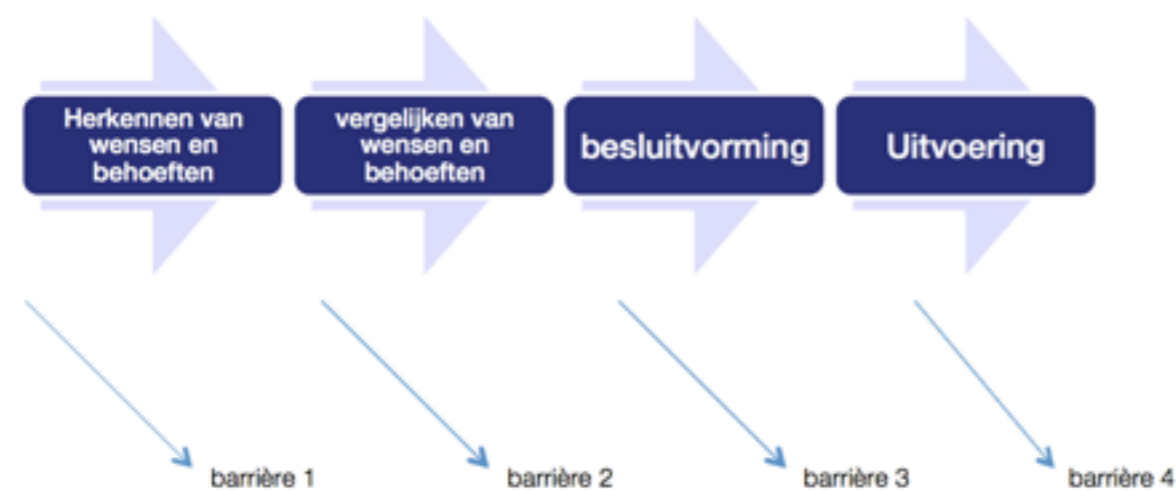 Herkennen van
wensen en
behoeften
vergelijken van
wensen en
behoeften
besluitvorming
Uitvoering
barrière 1
barrière 2
barrière 3
barrière 4